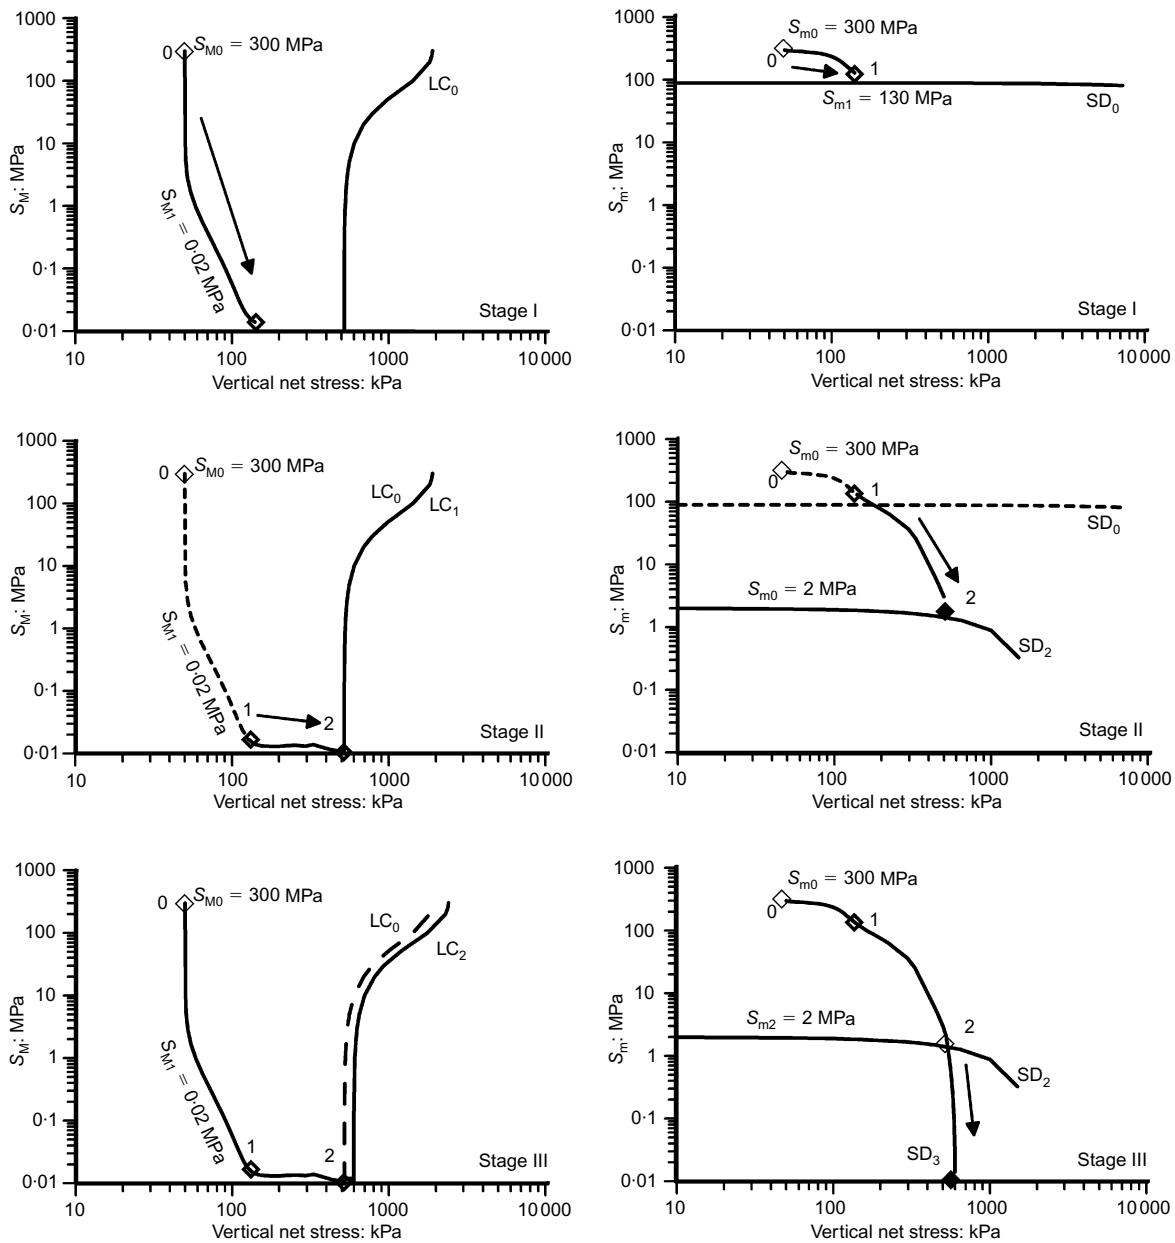 1000
100
10
1
0·1
0·01
S_M: MPa
0
S_M0 = 300 MPa
LC_0
S_M1 = 0·02 MPa
Stage I
10 100 1000 10 000
Vertical net stress: kPa
1000
100
10
1
0·1
0·01
S_m: MPa
S_m0 = 300 MPa
0
1
S_m1 = 130 MPa
SD_0
Stage I
10 100 1000 10 000
Vertical net stress: kPa
1000
100
10
1
0·1
0·01
S_M: MPa
0
S_M0 = 300 MPa
LC_0
LC_1
S_M1 = 0·02 MPa
1
2
Stage II
10 100 1000 10 000
Vertical net stress: kPa
1000
100
10
1
0·1
0·01
S_m: MPa
S_m0 = 300 MPa
0
1
SD_0
S_m0 = 2 MPa
2
SD_2
Stage II
10 100 1000 10 000
Vertical net stress: kPa
1000
100
10
1
0·1
0·01
S_M: MPa
0
S_M0 = 300 MPa
LC_0
LC_2
S_M1 = 0·02 MPa
1
2
Stage III
10 100 1000 10 000
Vertical net stress: kPa
1000
100
10
1
0·1
0·01
S_m: MPa
S_m0 = 300 MPa
0
1
S_m2 = 2 MPa
2
SD_2
SD_3
Stage III
10 100 1000 10 000
Vertical net stress: kPa